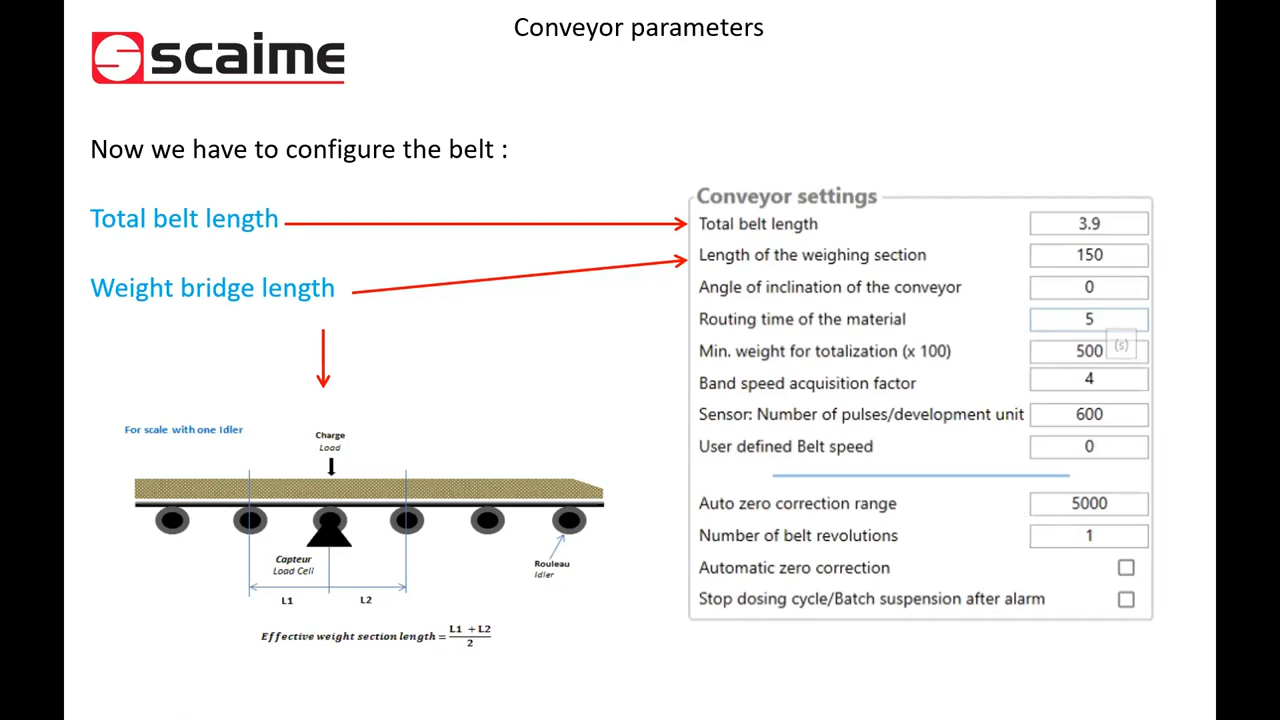 Conveyor parameters
scaime
Now we have to configure the belt :
Total belt length
Weight bridge length
For scale with one Idler
Charge
Load
Capteur
Load Cell
Rouleau
Idler
L1
L2
Effective weight section length = L1 + L2
2
Conveyor settings
Total belt length 3.9
Length of the weighing section 150
Angle of inclination of the conveyor 0
Routing time of the material 5
(s)
Min. weight for totalization (x 100) 500
Band speed acquisition factor 4
Sensor: Number of pulses/development unit 600
User defined Belt speed 0
Auto zero correction range 5000
Number of belt revolutions 1
Automatic zero correction
Stop dosing cycle/Batch suspension after alarm